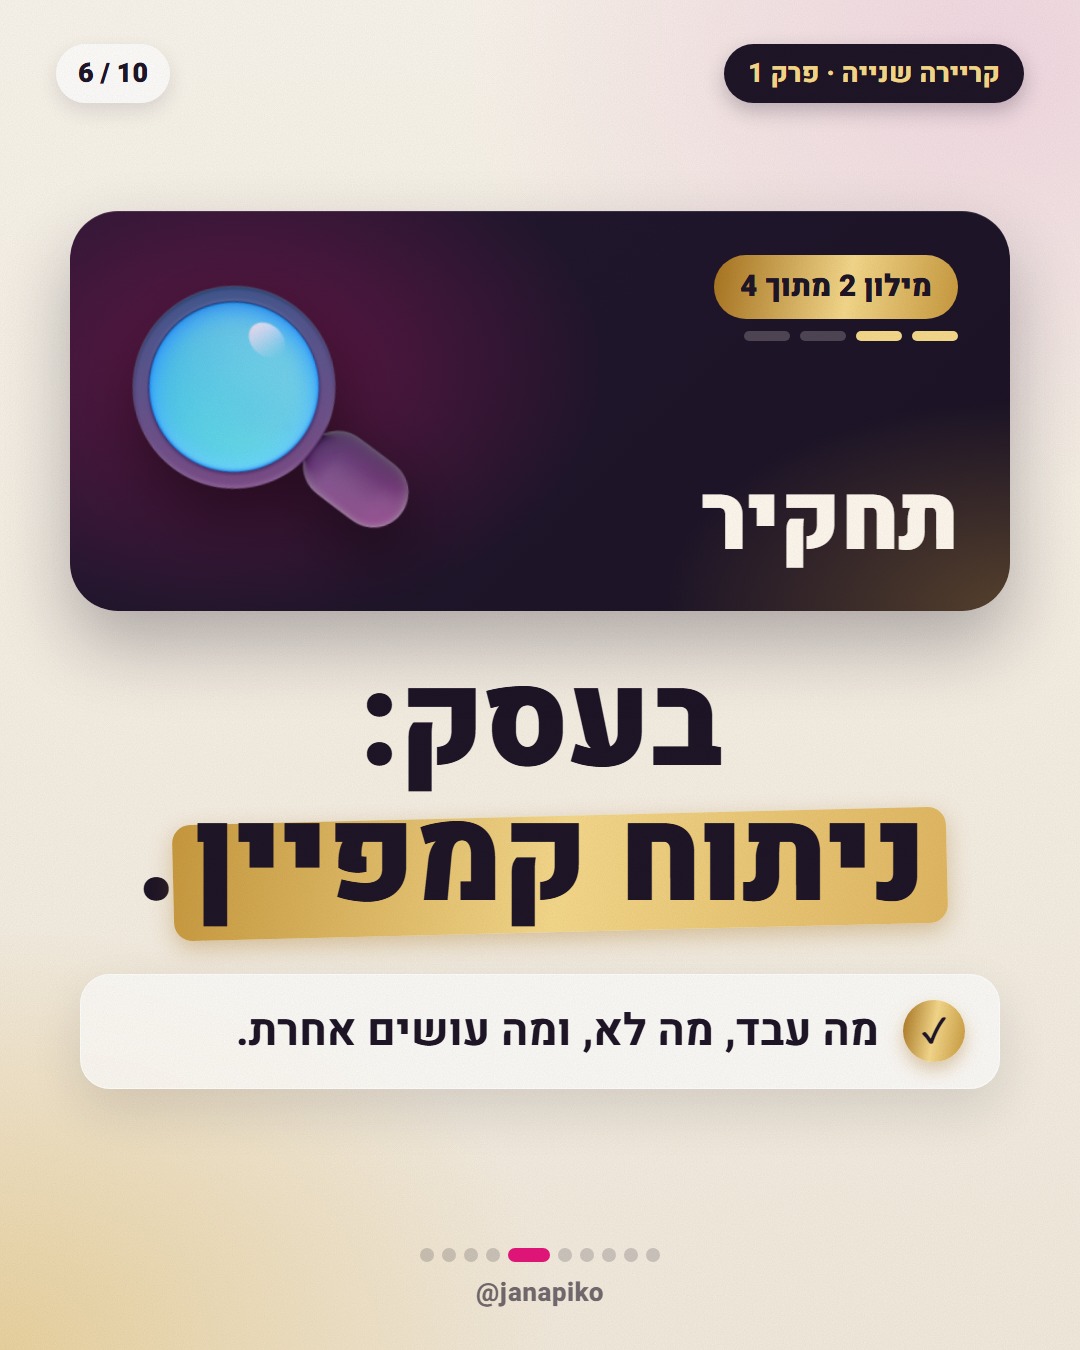 קריירה שנייה · פרק 1
6 / 10
מילון 2 מתוך 4
תחקיר
בעסק:
ניתוח קמפיין.
מה עבד, מה לא, ומה עושים אחרת.
@janapiko